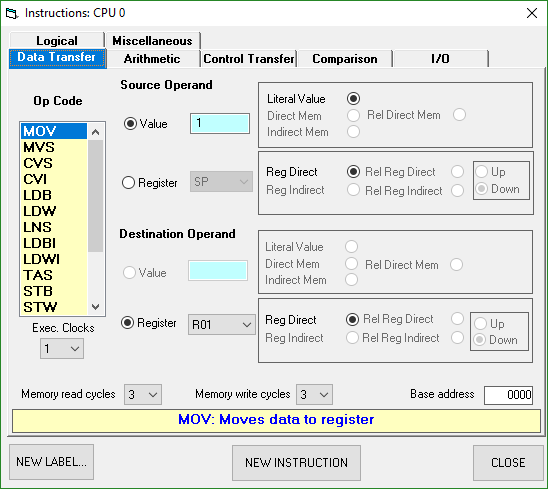 Instructions: CPU 0
Logical Miscellaneous
Data Transfer Arithmetic Control Transfer Comparison I/O
Source Operand
Op Code
Value 1
Literal Value
Direct Mem Rel Direct Mem
Indirect Mem
MOV
MVS
CVS
CVI
LDB
LDW
LNS
LDBI
LDWI
TAS
STB
STW
Register SP
Reg Direct Rel Reg Direct Up
Reg Indirect Rel Reg Indirect Down
Destination Operand
Value
Literal Value
Direct Mem Rel Direct Mem
Indirect Mem
Exec. Clocks
1
Register R01
Reg Direct Rel Reg Direct Up
Reg Indirect Rel Reg Indirect Down
Memory read cycles 3 Memory write cycles 3 Base address 0000
MOV: Moves data to register
NEW LABEL... NEW INSTRUCTION CLOSE